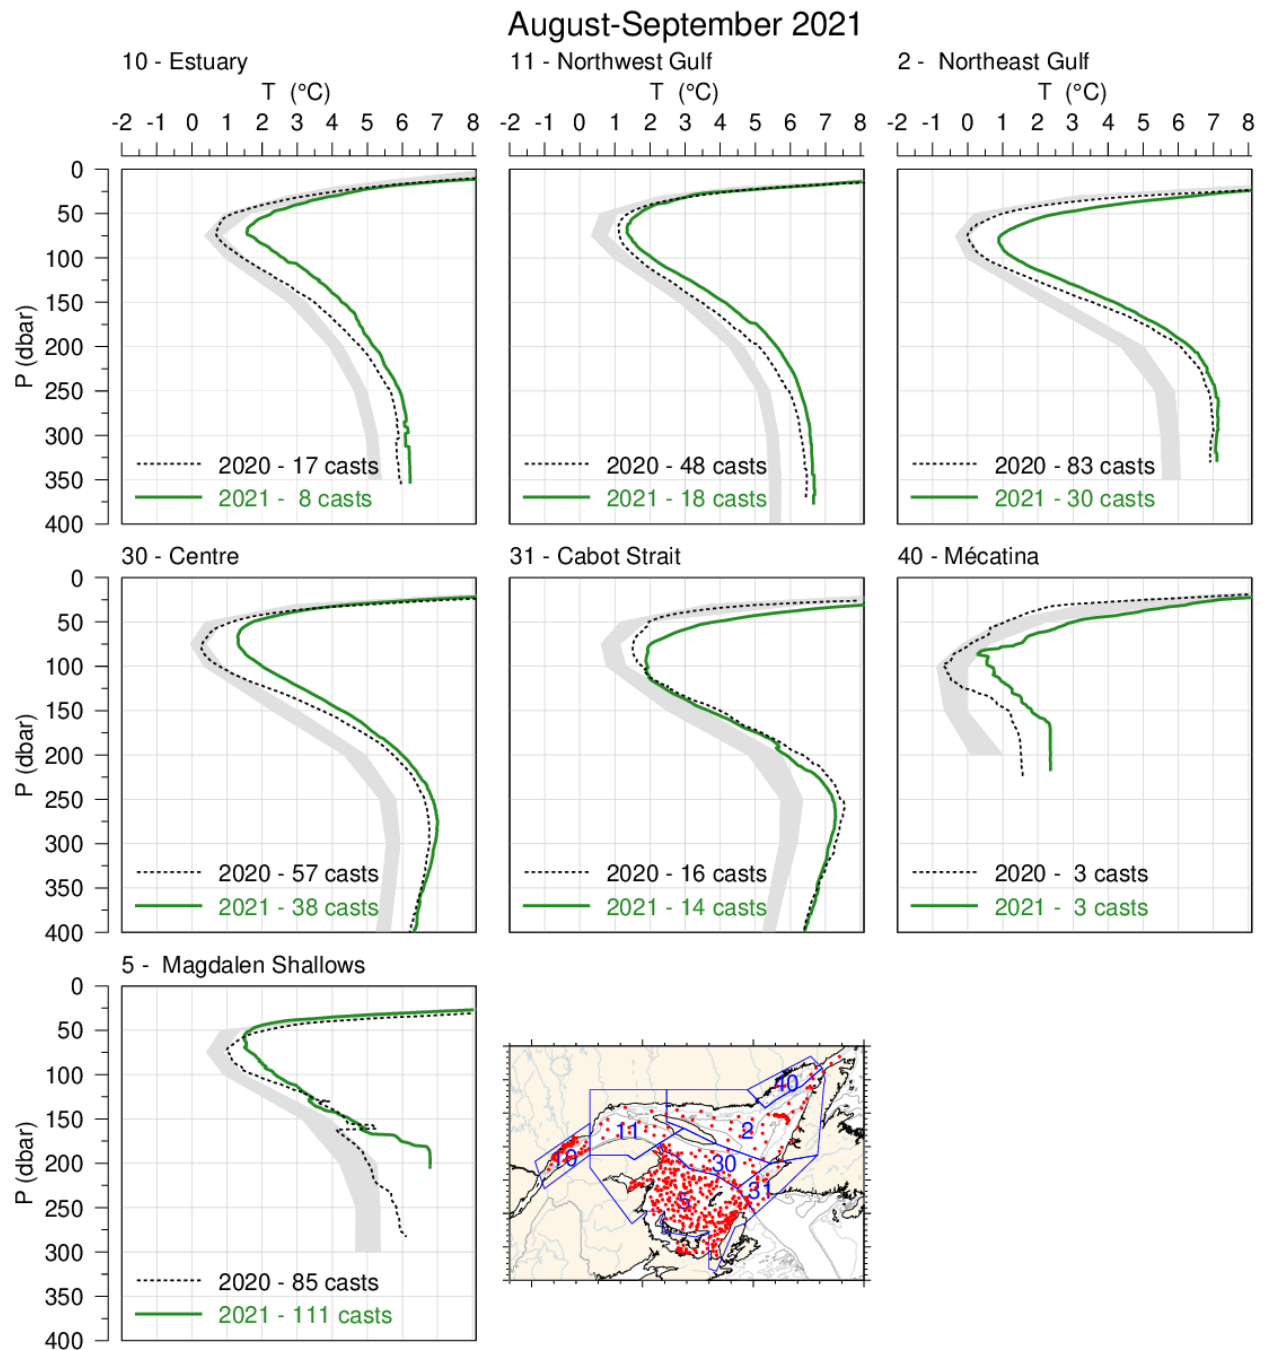 August-September 2021
10 - Estuary
11 - Northwest Gulf
2 - Northeast Gulf
T (°C)
T (°C)
T (°C)
-2 -1 0 1 2 3 4 5 6 7 8
-2 -1 0 1 2 3 4 5 6 7 8
-2 -1 0 1 2 3 4 5 6 7 8
P (dbar)
0
50
100
150
200
250
300
350
400
2020 - 17 casts
2021 - 8 casts
2020 - 48 casts
2021 - 18 casts
2020 - 83 casts
2021 - 30 casts
30 - Centre
31 - Cabot Strait
40 - Mécatina
P (dbar)
0
50
100
150
200
250
300
350
400
2020 - 57 casts
2021 - 38 casts
2020 - 16 casts
2021 - 14 casts
2020 - 3 casts
2021 - 3 casts
5 - Magdalen Shallows
P (dbar)
0
50
100
150
200
250
300
350
400
2020 - 85 casts
2021 - 111 casts
40
11
2
10
30
31
5